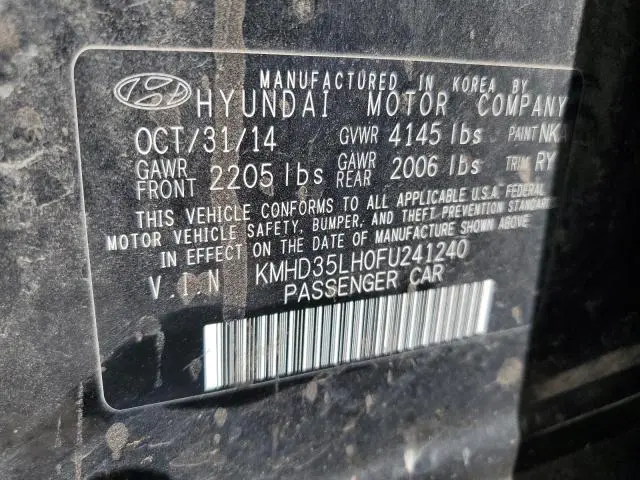 MANUFACTURED IN KOREA BY
HYUNDAI MOTOR COMPANY
OCT/31/14 GVWR 4145 lbs PAINT NKA
GAWR FRONT 2205 lbs GAWR REAR 2006 lbs TRIM RY
THIS VEHICLE CONFORMS TO ALL APPLICABLE U.S.A. FEDERAL
MOTOR VEHICLE SAFETY, BUMPER, AND THEFT PREVENTION STANDARDS
IN EFFECT ON THE DATE OF MANUFACTURE SHOWN ABOVE.
V.I.N KMHD35LH0FU241240
PASSENGER CAR